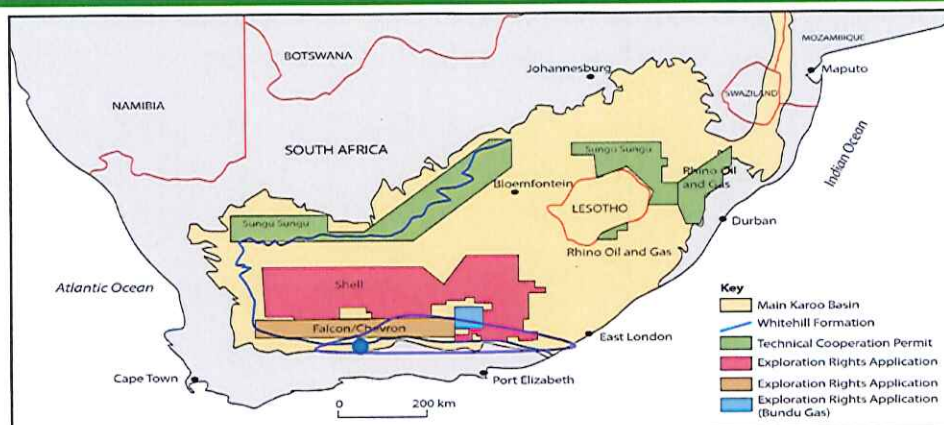 MOZAMBIQUE
BOTSWANA
Johannesburg
Maputo
SWAZILAND
NAMIBIA
SOUTH AFRICA
Indian Ocean
Sungu Sungu
Rhino Oil
and Gas
Bloemfontein
LESOTHO
Sungu Sungu
Durban
Rhino Oil and Gas
Atlantic Ocean
Shell
Key
Main Karoo Basin
Falcon/Chevron
Whitehill Formation
East London
Technical Cooperation Permit
Exploration Rights Application
Cape Town
Port Elizabeth
Exploration Rights Application
0 200 km
Exploration Rights Application
(Bundu Gas)